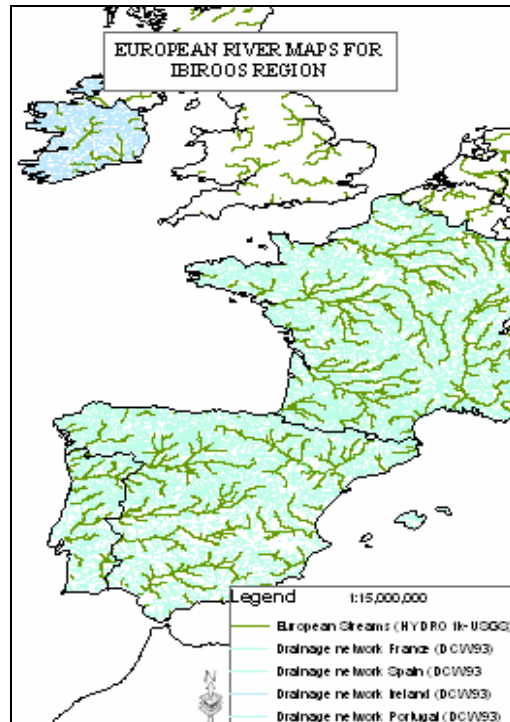 EUROPEAN RIVER MAPS FOR
IBIROOS REGION
Legend 1:15,000,000
European Streams (HYDRO 1k-USGS)
Drainage network France (DCW93)
Drainage network Spain (DCW93
Drainage network Ireland (DCW93)
Drainage network Portugal (DCW93)
N